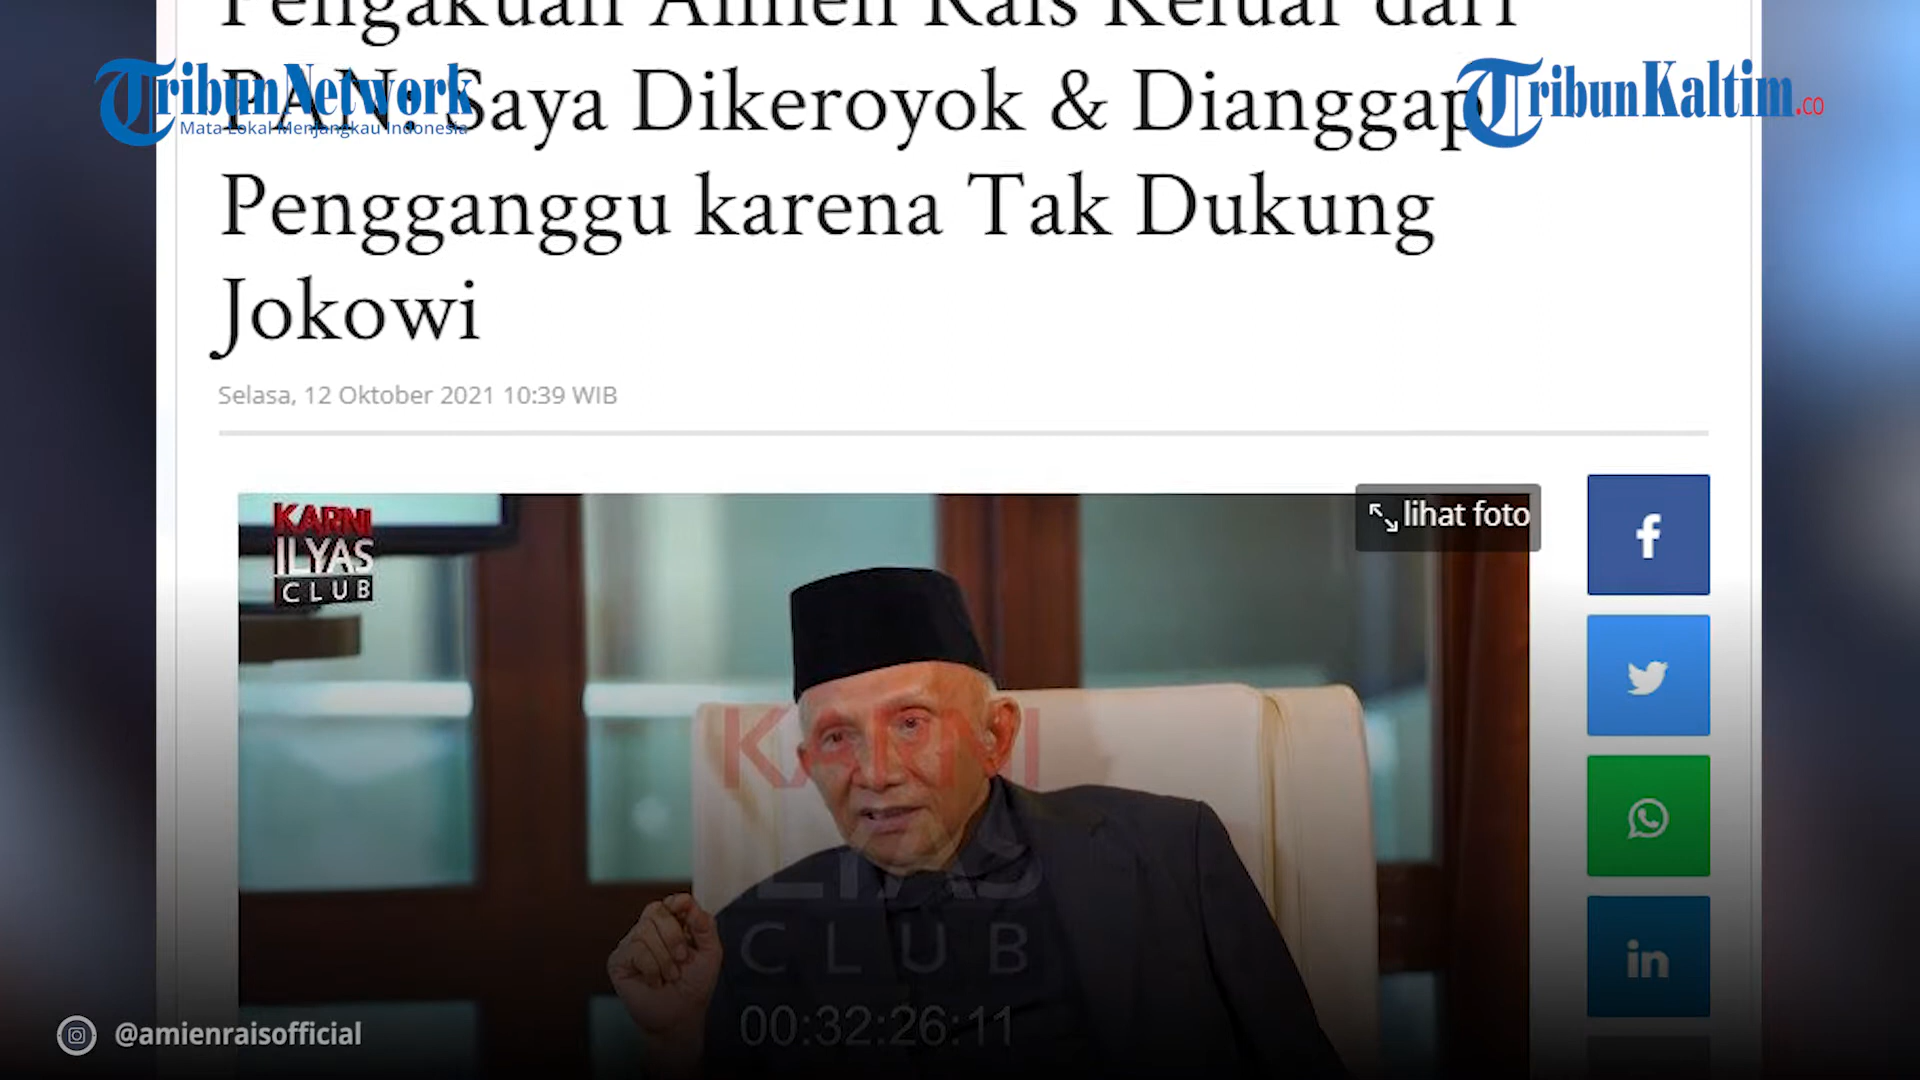 Pengakuan Amien Rais Keluar dari
PAN: Saya Dikeroyok & Dianggap
Pengganggu karena Tak Dukung
Jokowi
TribunNetwork
Mata Lokal Menjangkau Indonesia
TribunKaltim.co
Selasa, 12 Oktober 2021 10:39 WIB
lihat foto
KARNI
ILYAS
CLUB
f
in
KARNI
ILYAS
CLUB
00:32:26:11
@amienraisofficial